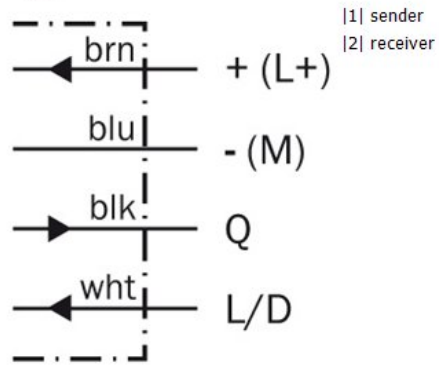 |1| sender
|2| receiver
brn + (L+)
blu - (M)
blk Q
wht L/D